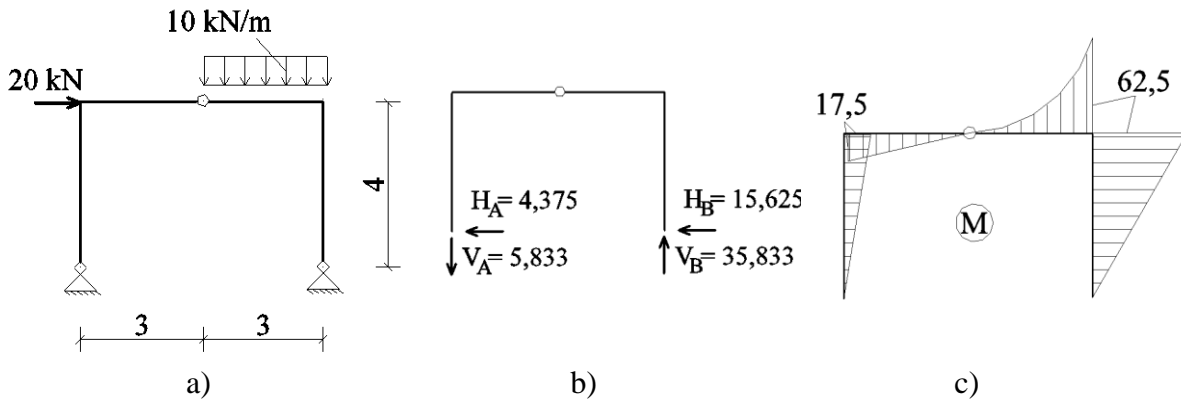 10 kN/m
20 kN
4
3
3
a)
H_A= 4,375
V_A= 5,833
H_B= 15,625
V_B= 35,833
b)
17,5
62,5
M
c)